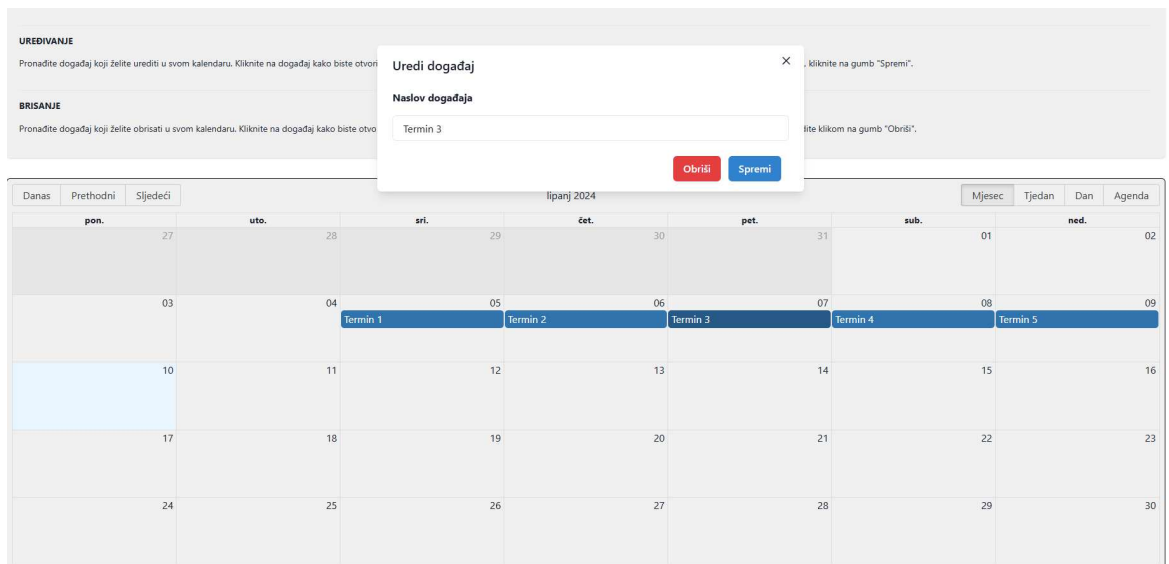 UREĐIVANJE
Pronađite događaj koji želite urediti u svom kalendaru. Kliknite na događaj kako biste otvori
, kliknite na gumb "Spremi".
BRISANJE
Pronađite događaj koji želite obrisati u svom kalendaru. Kliknite na događaj kako biste otvo
dite klikom na gumb "Obriši".
Uredi događaj
Naslov događaja
Termin 3
Obriši Spremi
Danas Prethodni Sljedeći lipanj 2024 Mjesec Tjedan Dan Agenda
pon. uto. sri. čet. pet. sub. ned.
27 28 29 30 31 01 02
03 04 05 06 07 08 09
Termin 1 Termin 2 Termin 3 Termin 4 Termin 5
10 11 12 13 14 15 16
17 18 19 20 21 22 23
24 25 26 27 28 29 30